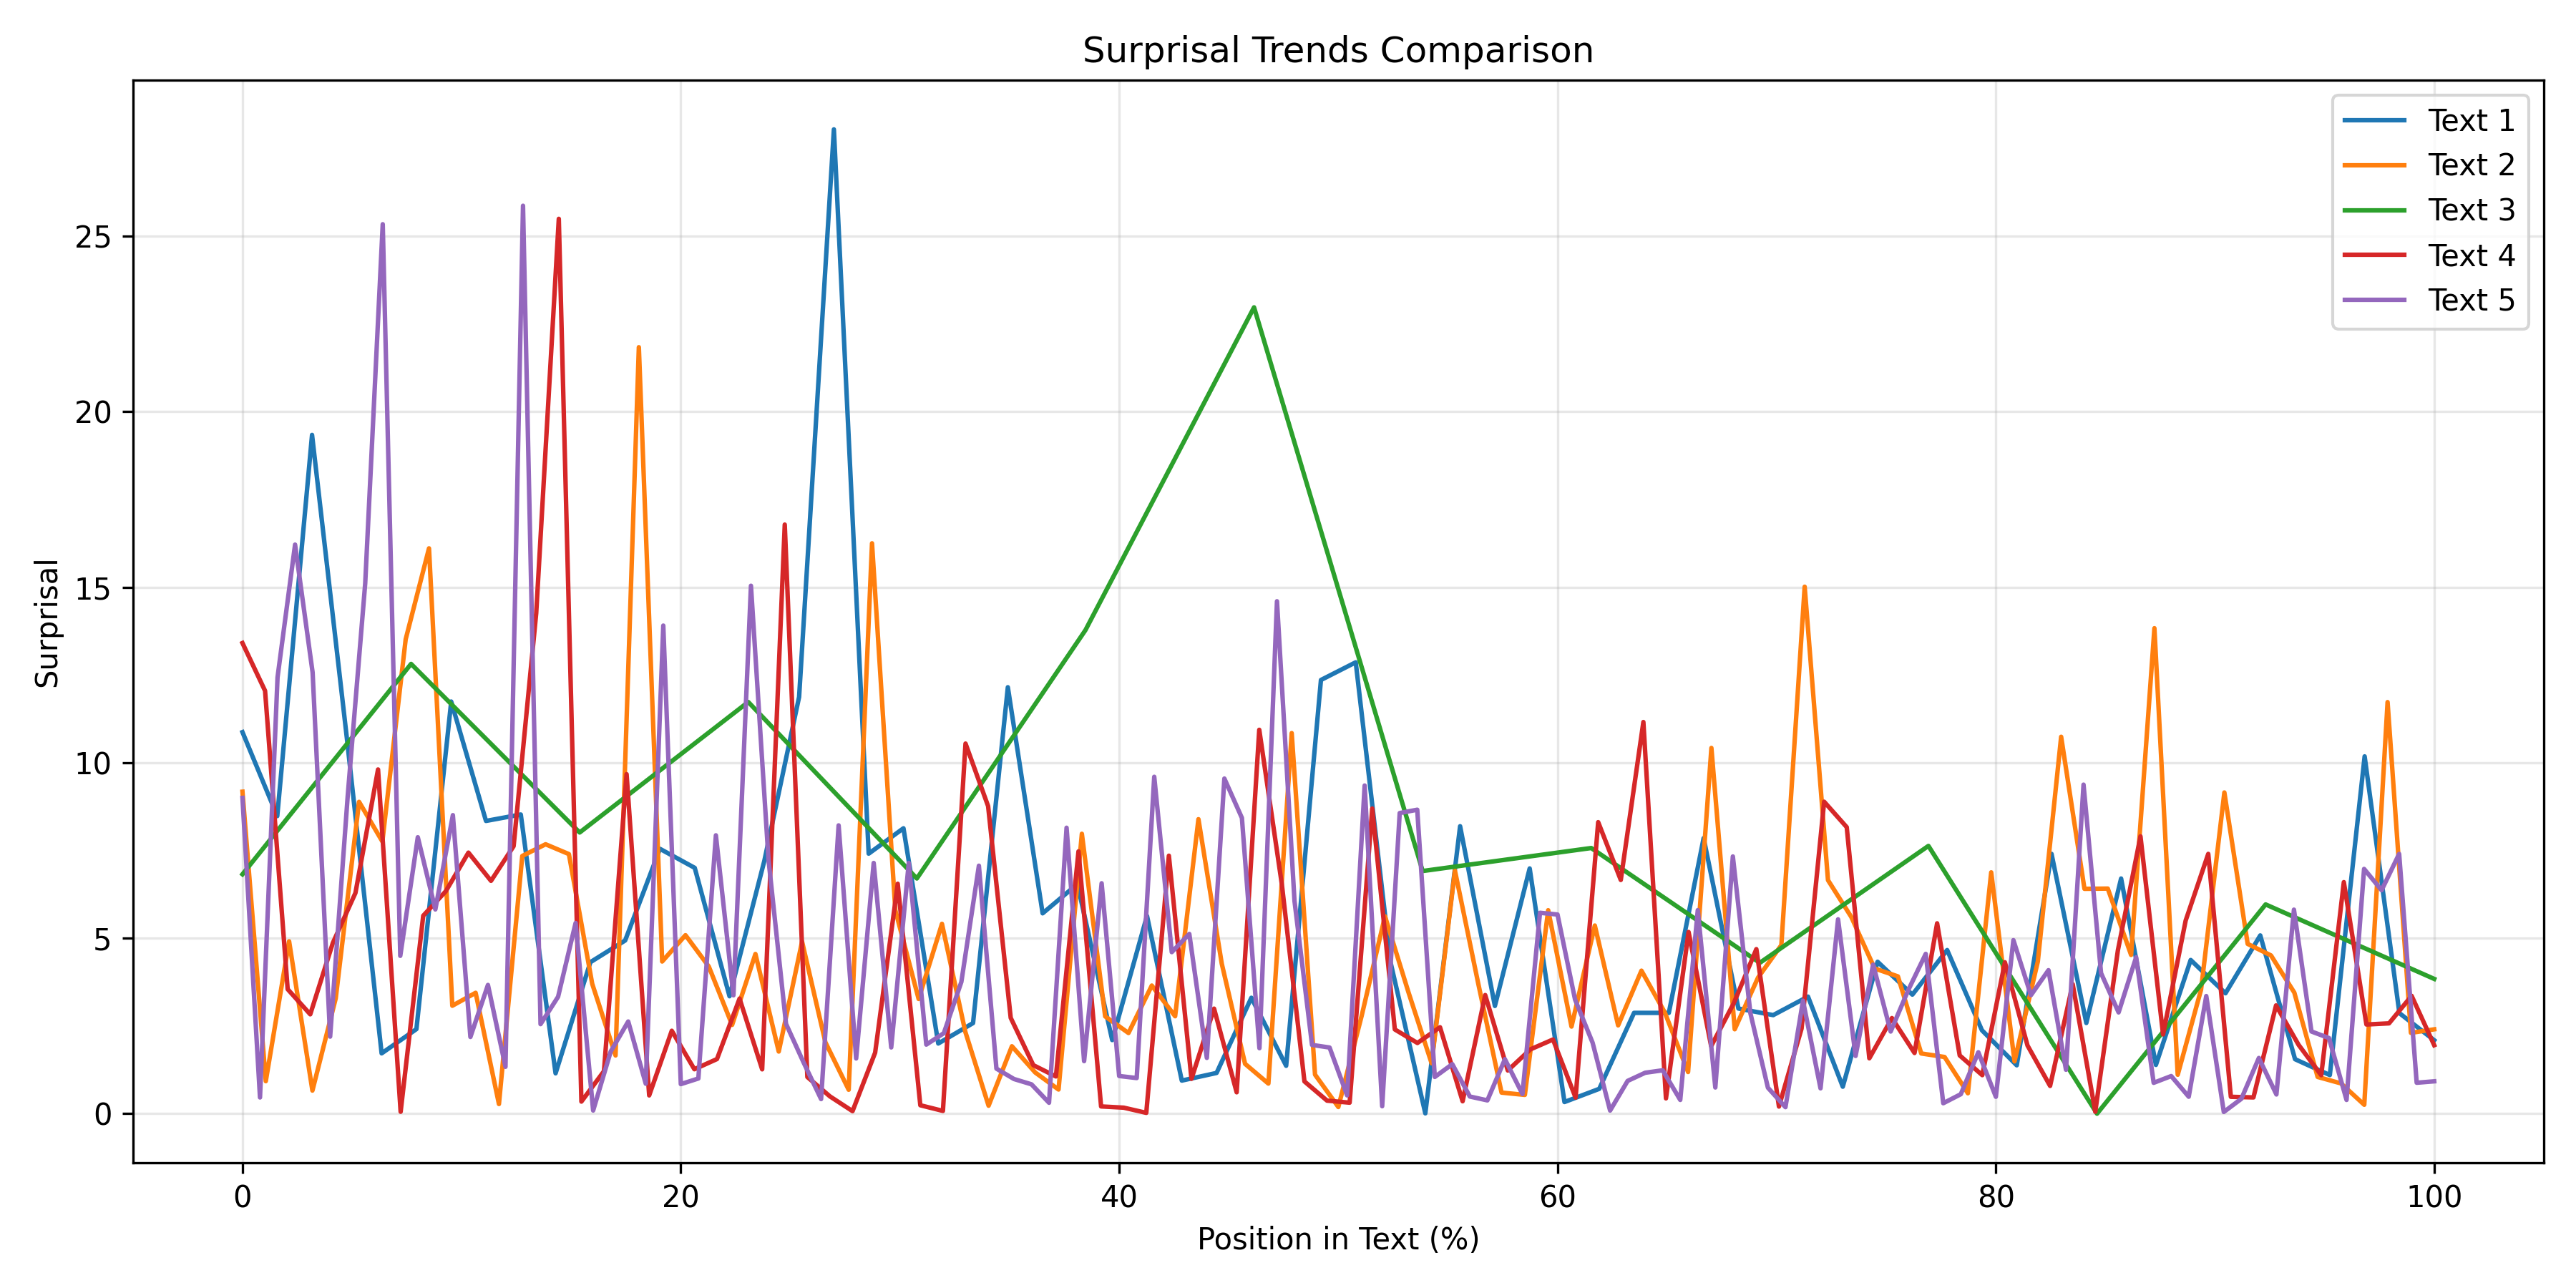 Surprisal Trends Comparison
Text 1
Text 2
Text 3
Text 4
Text 5
Surprisal
25
20
15
10
5
0
0 20 40 60 80 100
Position in Text (%)